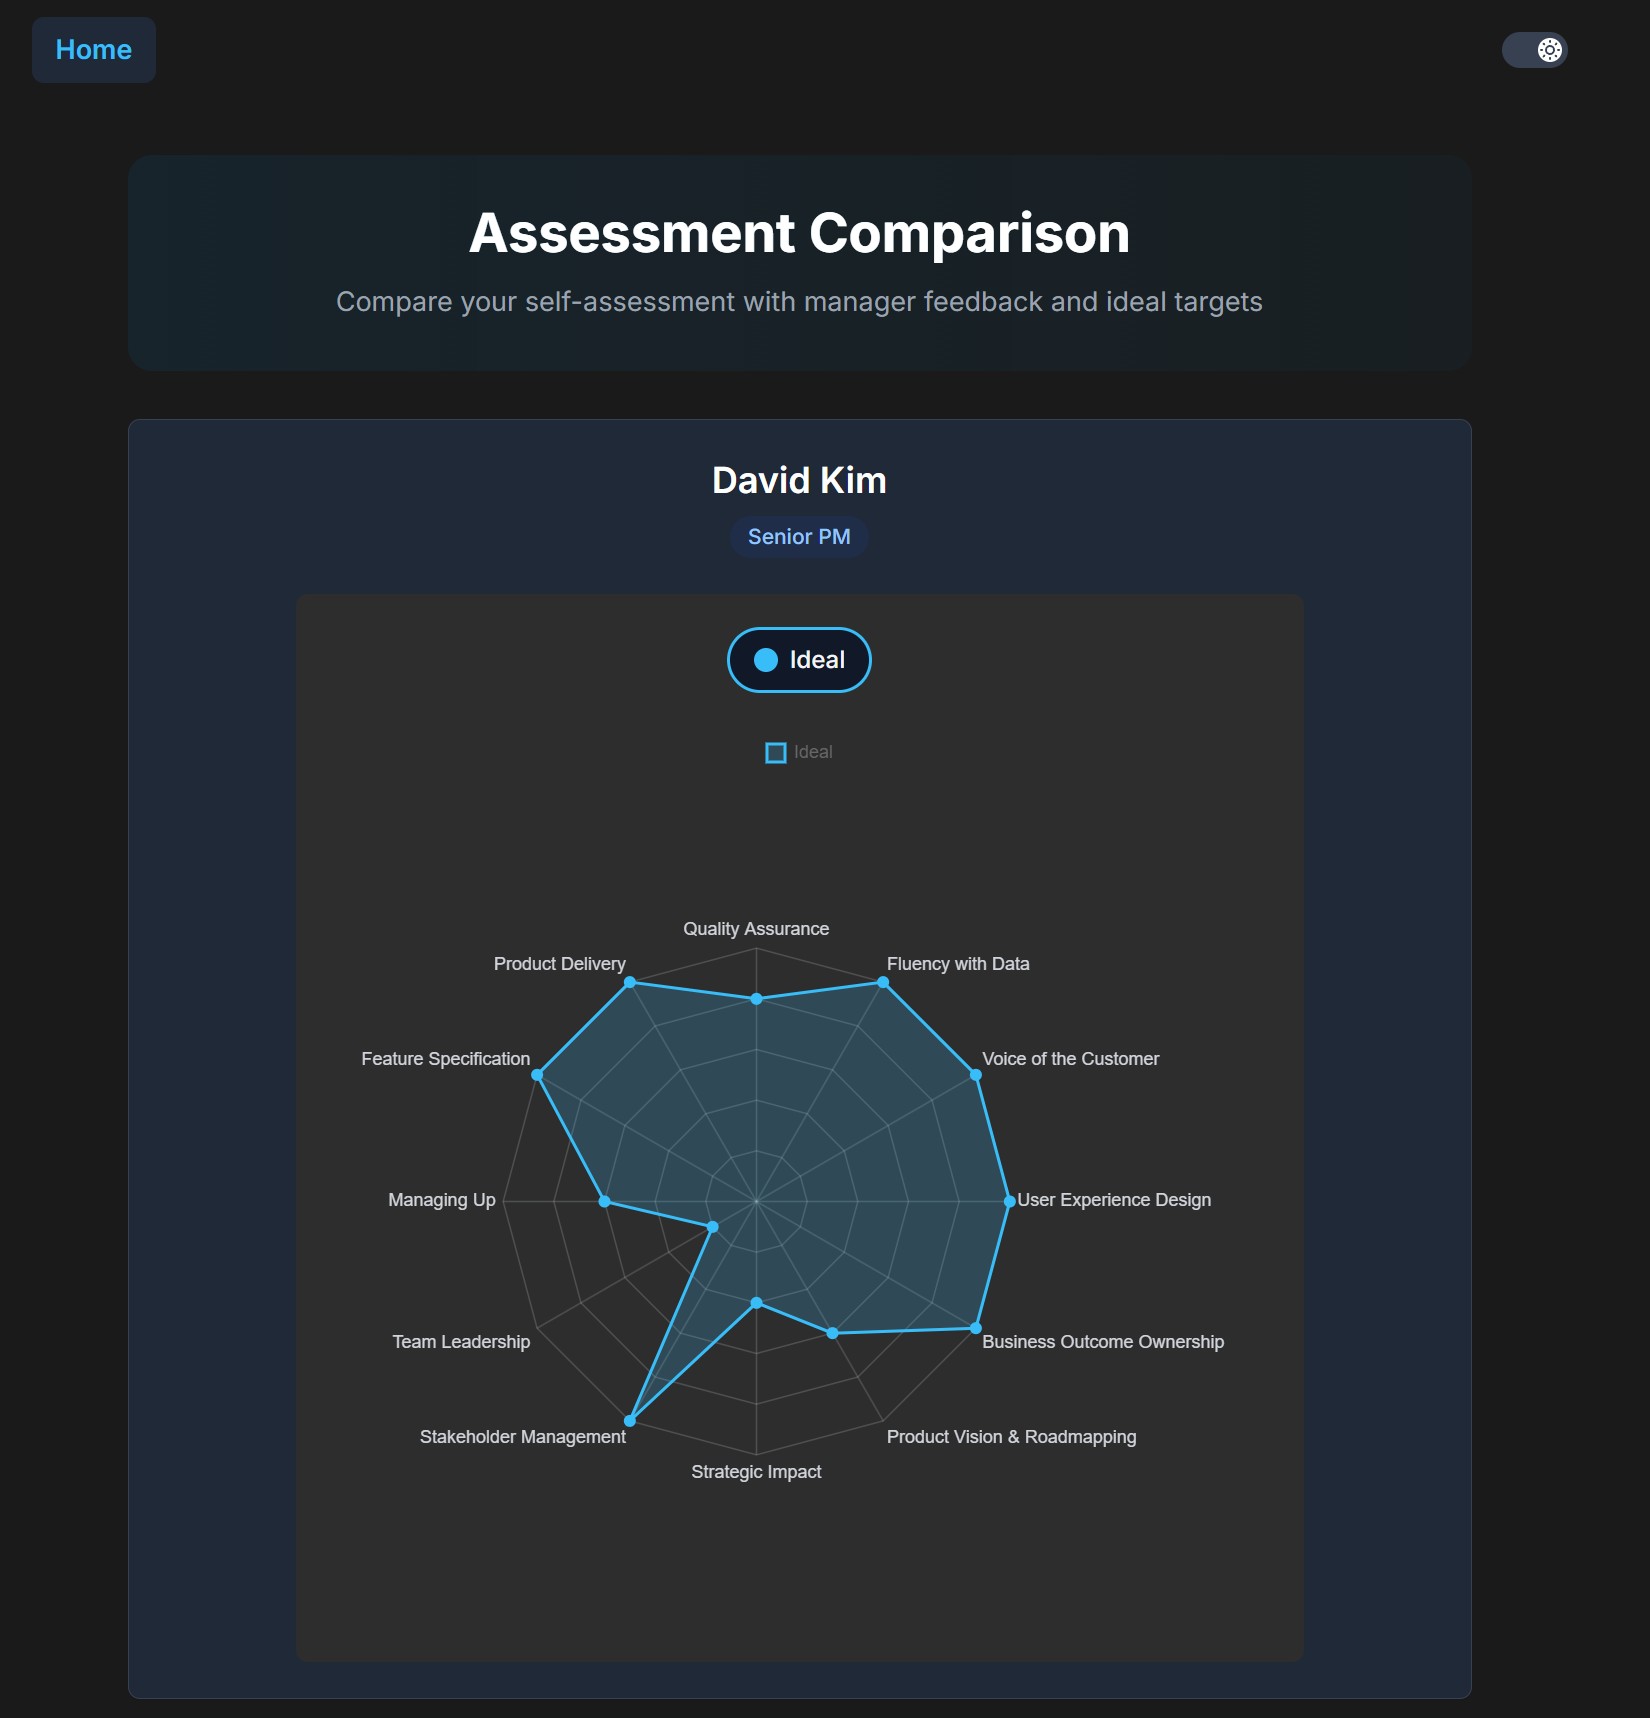 Home
Assessment Comparison
Compare your self-assessment with manager feedback and ideal targets
David Kim
Senior PM
Ideal
Ideal
Quality Assurance
Product Delivery
Fluency with Data
Feature Specification
Voice of the Customer
Managing Up
User Experience Design
Team Leadership
Business Outcome Ownership
Stakeholder Management
Product Vision & Roadmapping
Strategic Impact